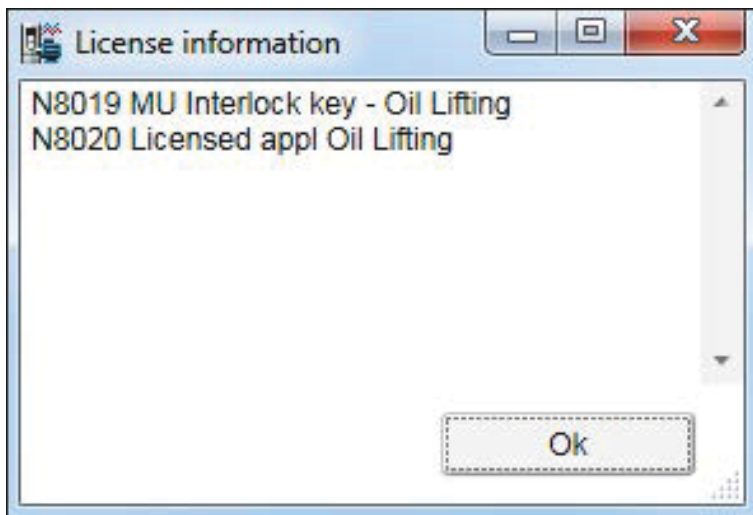 License information
N8019 MU Interlock key - Oil Lifting
N8020 Licensed appl Oil Lifting
Ok